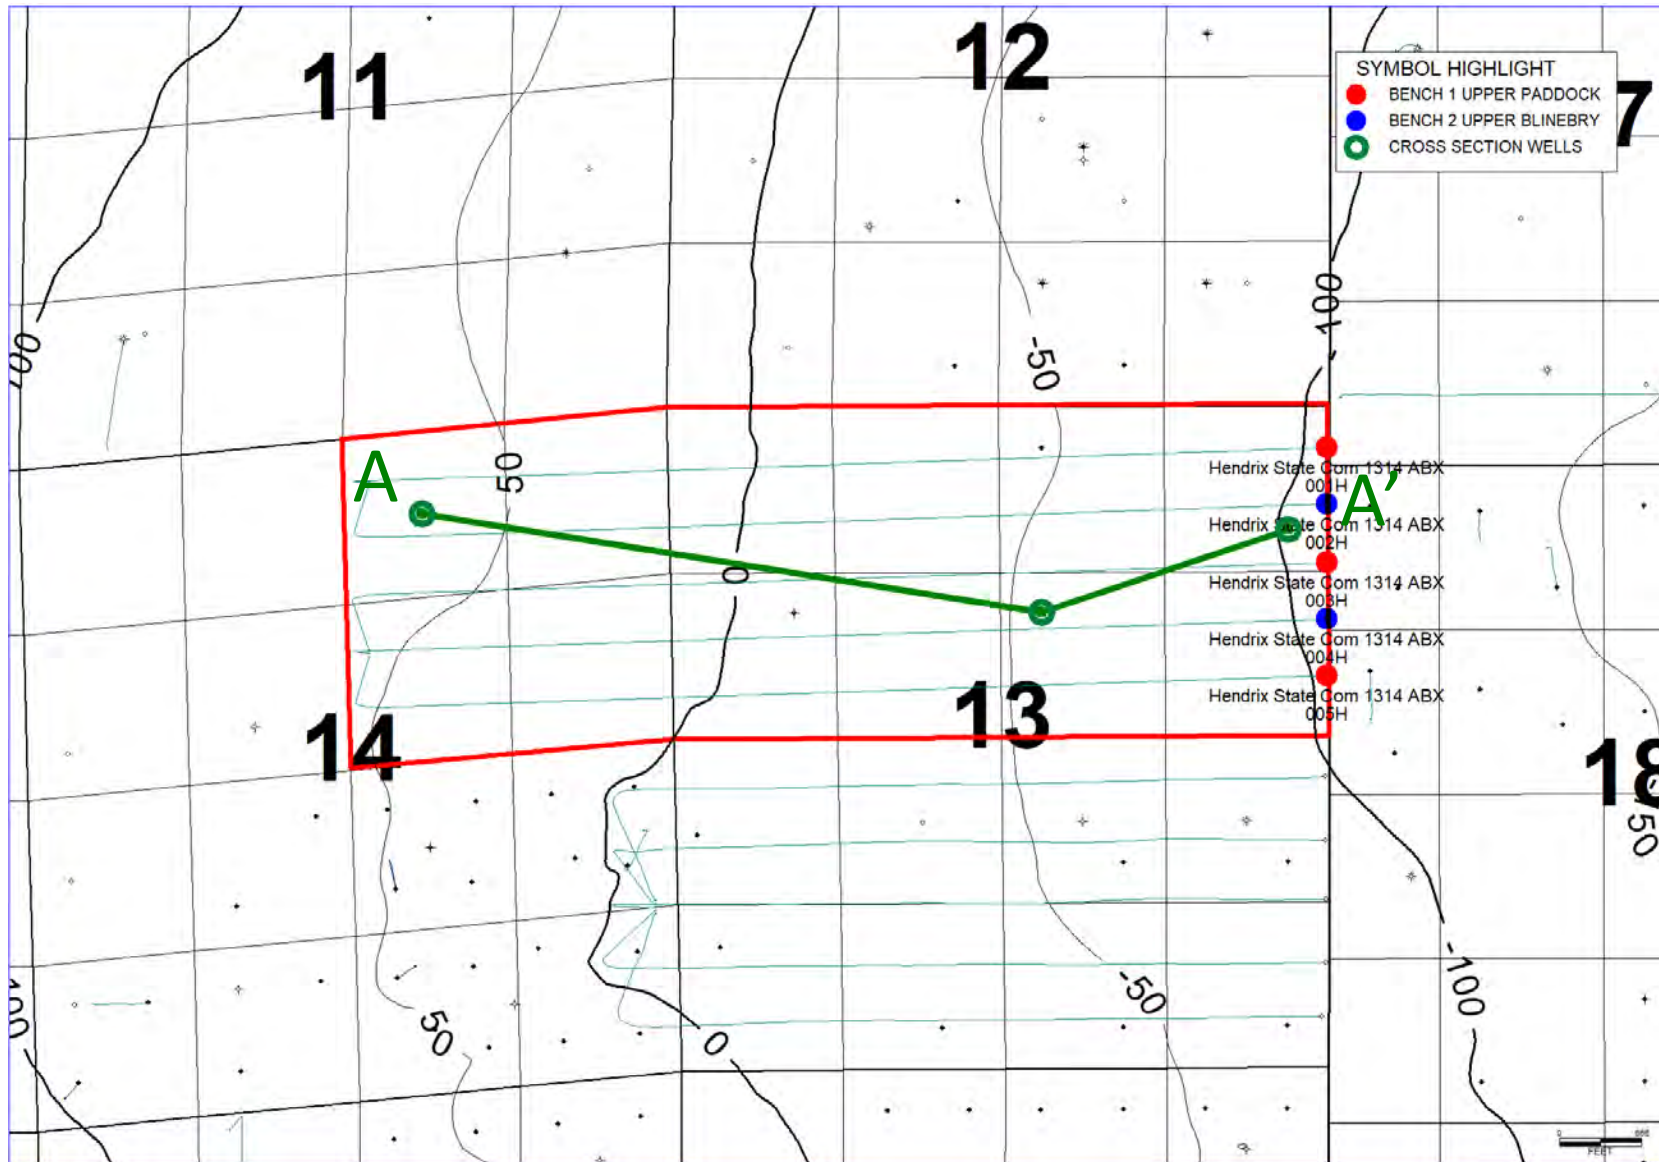 11
12
7
SYMBOL HIGHLIGHT
BENCH 1 UPPER PADDOCK
BENCH 2 UPPER BLINEBRY
CROSS SECTION WELLS
-100
-50
50
A
A'
Hendrix State Com 1314 ABX
001H
Hendrix State Com 1314 ABX
002H
0
Hendrix State Com 1314 ABX
003H
Hendrix State Com 1314 ABX
004H
Hendrix State Com 1314 ABX
005H
14
13
18
-50
-100
50
0
0
FEET